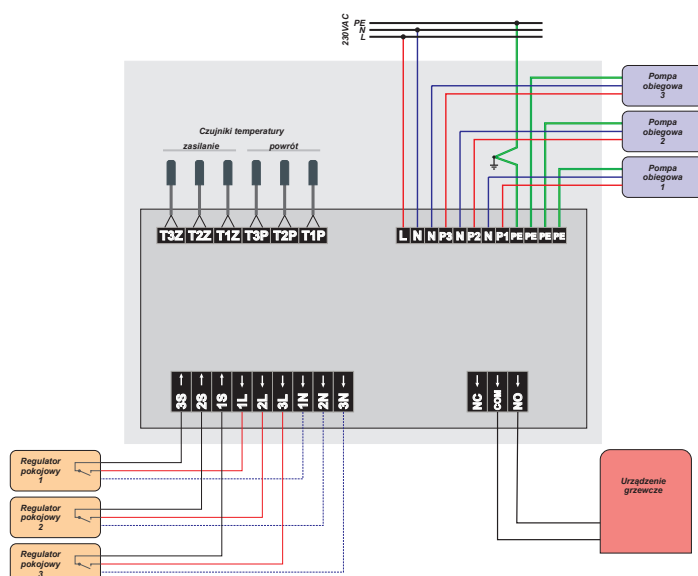 230VAC
PE
N
L
Pompa
obiegowa
3
Pompa
obiegowa
2
Pompa
obiegowa
1
Czujniki temperatury
zasilanie powrót
T3Z T2Z T1Z T3P T2P T1P
L N N P3 N P2 N P1 PE PE PE PE
3S 2S 1S 1L 2L 3L 1N 2N 3N
NC COM NO
Regulator
pokojowy
1
Regulator
pokojowy
2
Regulator
pokojowy
3
Urządzenie
grzewcze